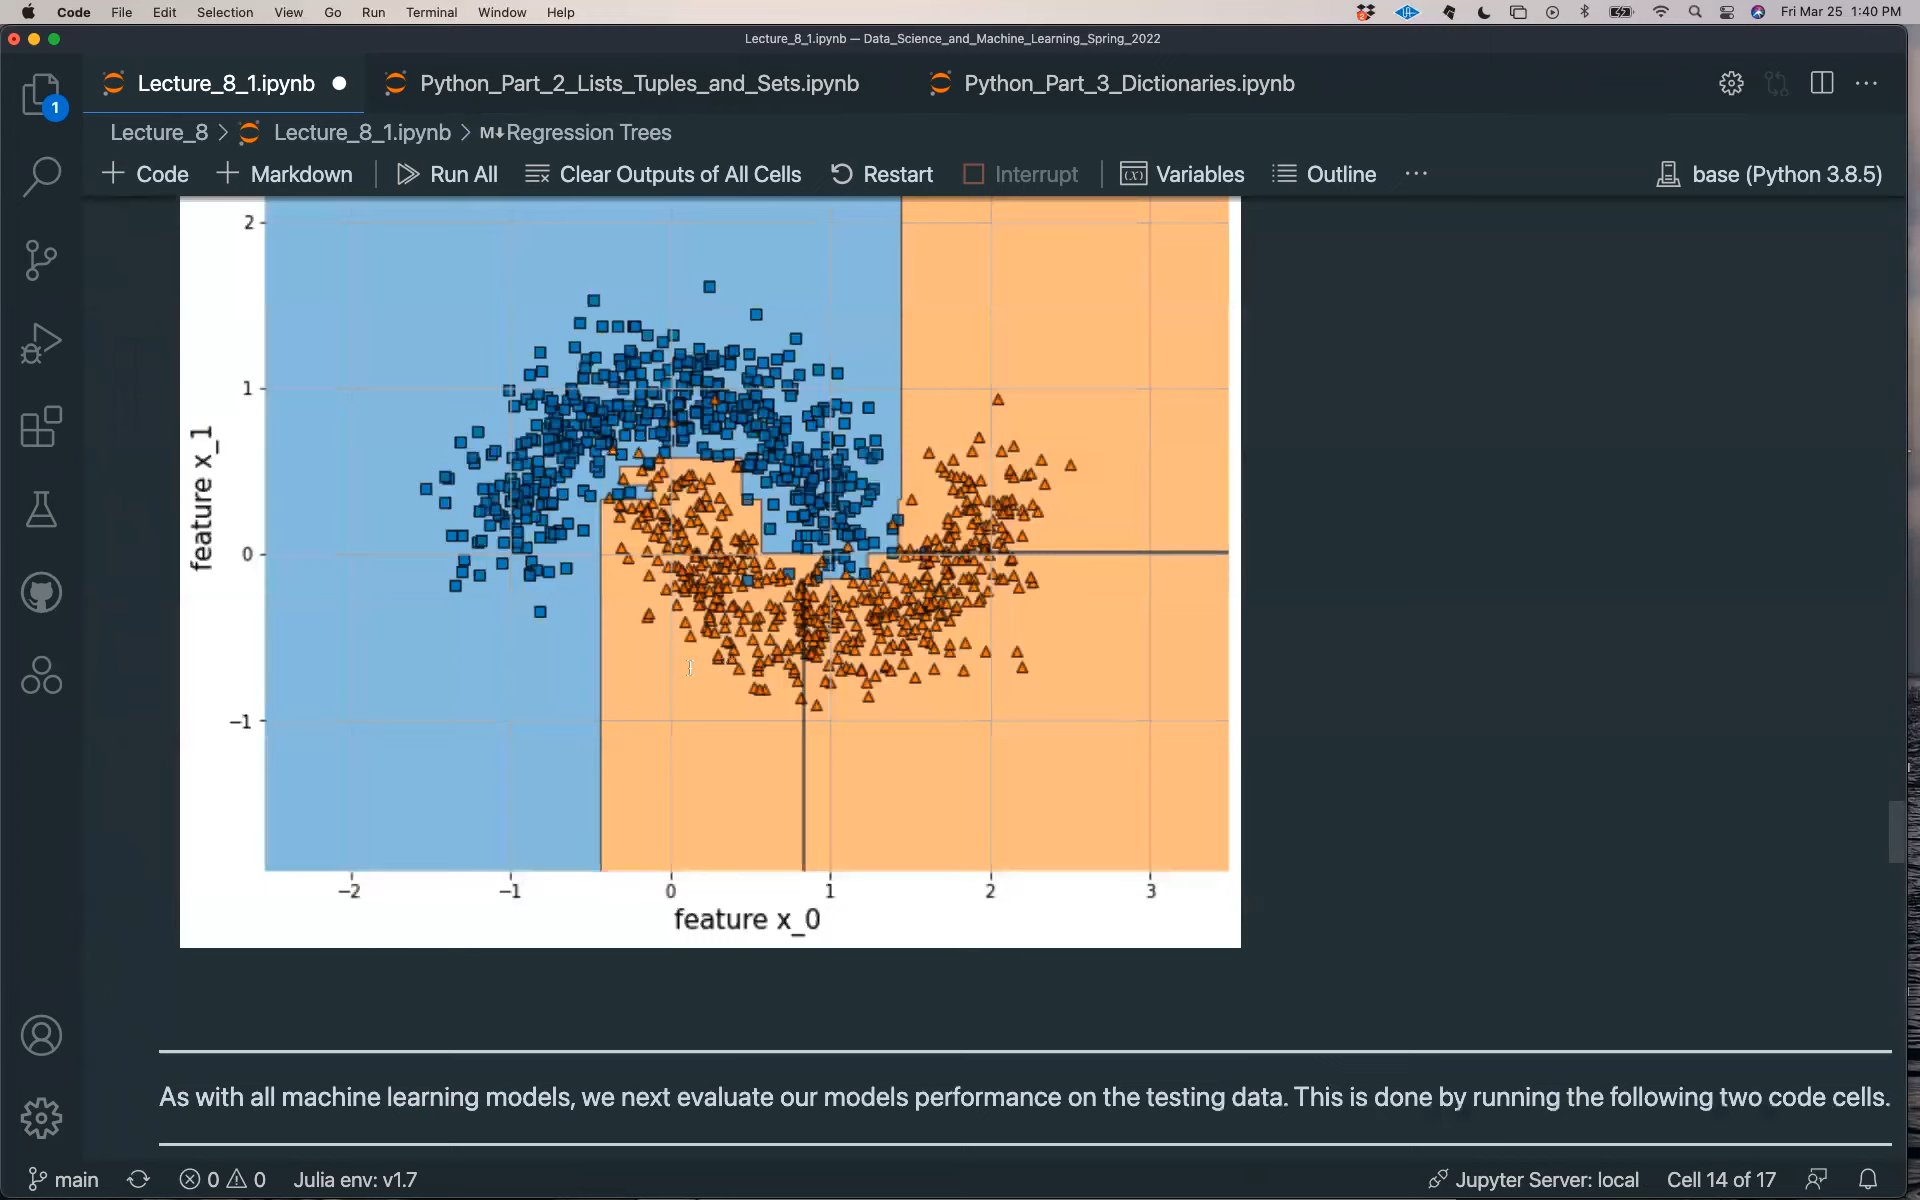 Code File Edit Selection View Go Run Terminal Window Help Fri Mar 25 1:40 PM
Lecture_8_1.ipynb — Data_Science_and_Machine_Learning_Spring_2022
1
Lecture_8_1.ipynb Python_Part_2_Lists_Tuples_and_Sets.ipynb Python_Part_3_Dictionaries.ipynb
Lecture_8 > Lecture_8_1.ipynb > M↓Regression Trees
+ Code + Markdown Run All Clear Outputs of All Cells Restart Interrupt Variables Outline ··· base (Python 3.8.5)
2
1
0
−1
feature x_1
−2 −1 0 1 2 3
feature x_0
As with all machine learning models, we next evaluate our models performance on the testing data. This is done by running the following two code cells.
main 0 0 Julia env: v1.7 Jupyter Server: local Cell 14 of 17